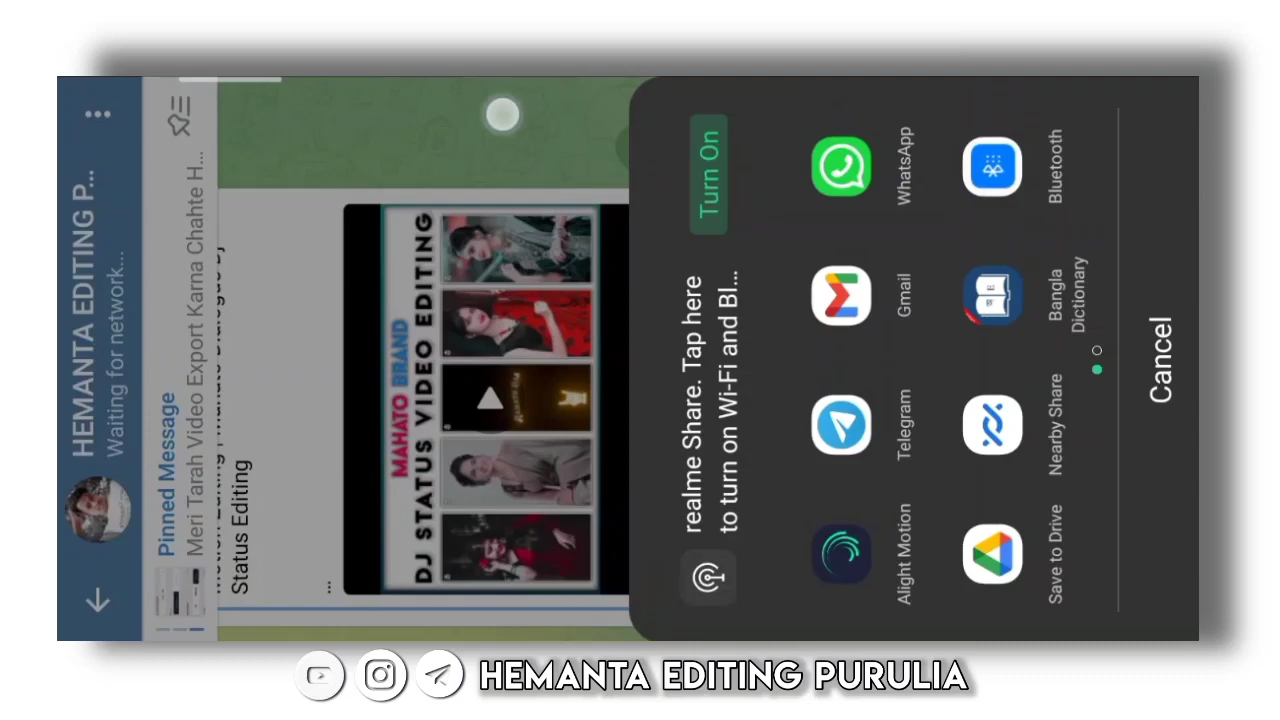 HEMANTA EDITING P...
Waiting for network...
Pinned Message
Meri Tarah Video Export Karna Chahte H...
Status Editing
...
MAHATO BRAND
DJ STATUS VIDEO EDITING
realme Share. Tap here
to turn on Wi-Fi and Bl...
Turn On
Alight Motion
Telegram
Gmail
WhatsApp
Save to Drive
Nearby Share
Bangla
Dictionary
Bluetooth
Cancel
HEMANTA EDITING PURULIA